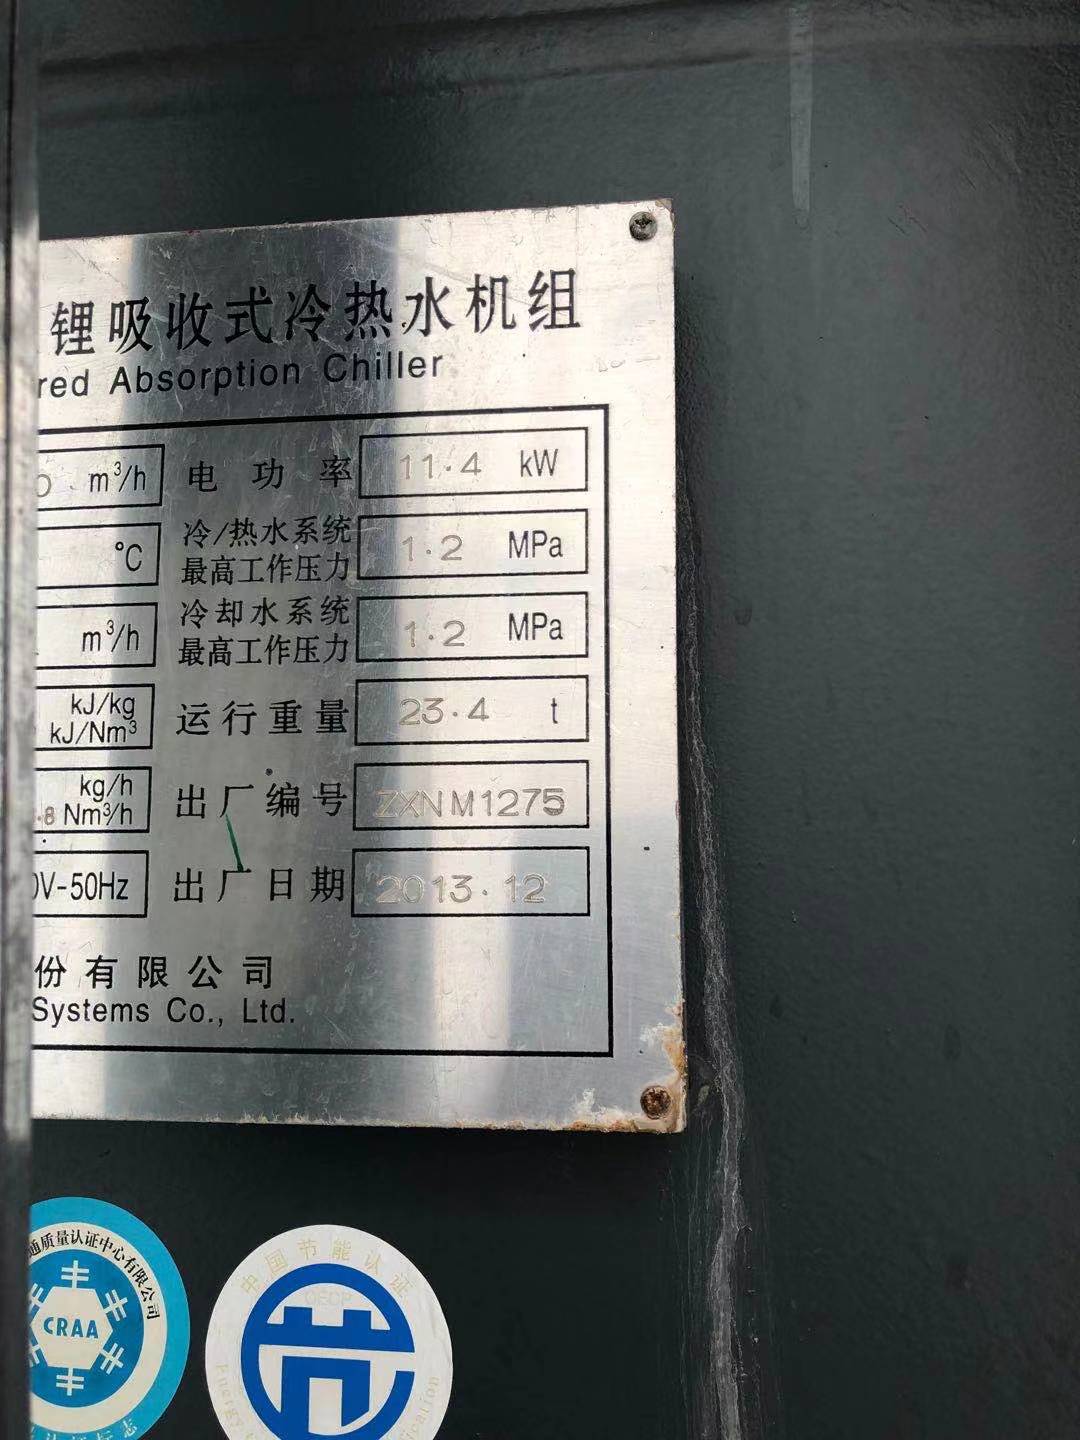 锂吸收式冷热水机组
red Absorption Chiller
m³/h 电功率 11.4 kW
℃ 冷/热水系统最高工作压力 1.2 MPa
m³/h 冷却水系统最高工作压力 1.2 MPa
kJ/kg
kJ/Nm³ 运行重量 23.4 t
kg/h
.8 Nm³/h 出厂编号 ZXNM1275
0V-50Hz 出厂日期 2013.12
份有限公司
Systems Co., Ltd.
通质量认证中心有限公司
CRAA
中国节能认证
CECP